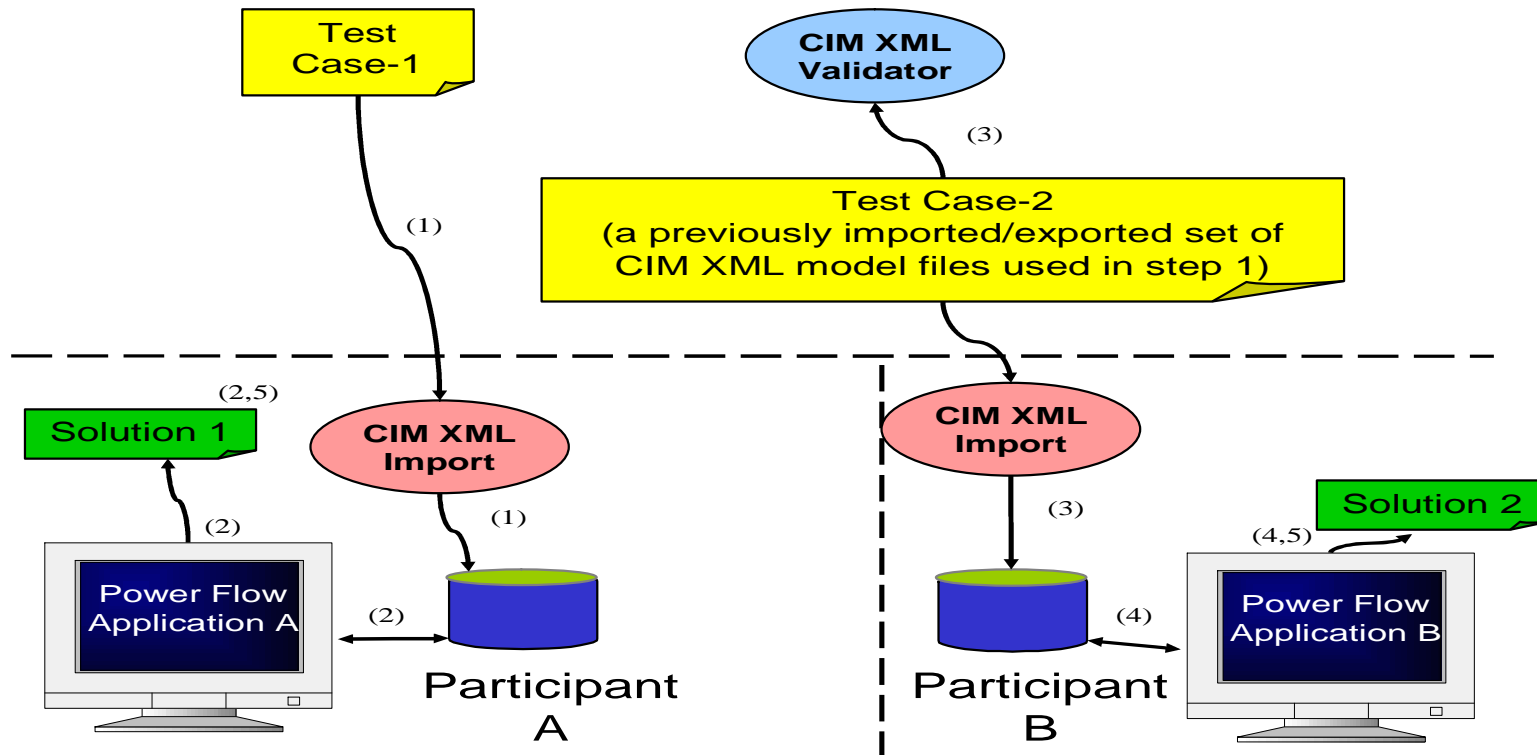 Test
Case-1
CIM XML
Validator
(3)
(1)
Test Case-2
(a previously imported/exported set of
CIM XML model files used in step 1)
(2,5)
Solution 1
CIM XML
Import
CIM XML
Import
(2)
(1)
(3)
(4,5)
Solution 2
Power Flow
Application A
(2)
(4)
Power Flow
Application B
Participant
A
Participant
B